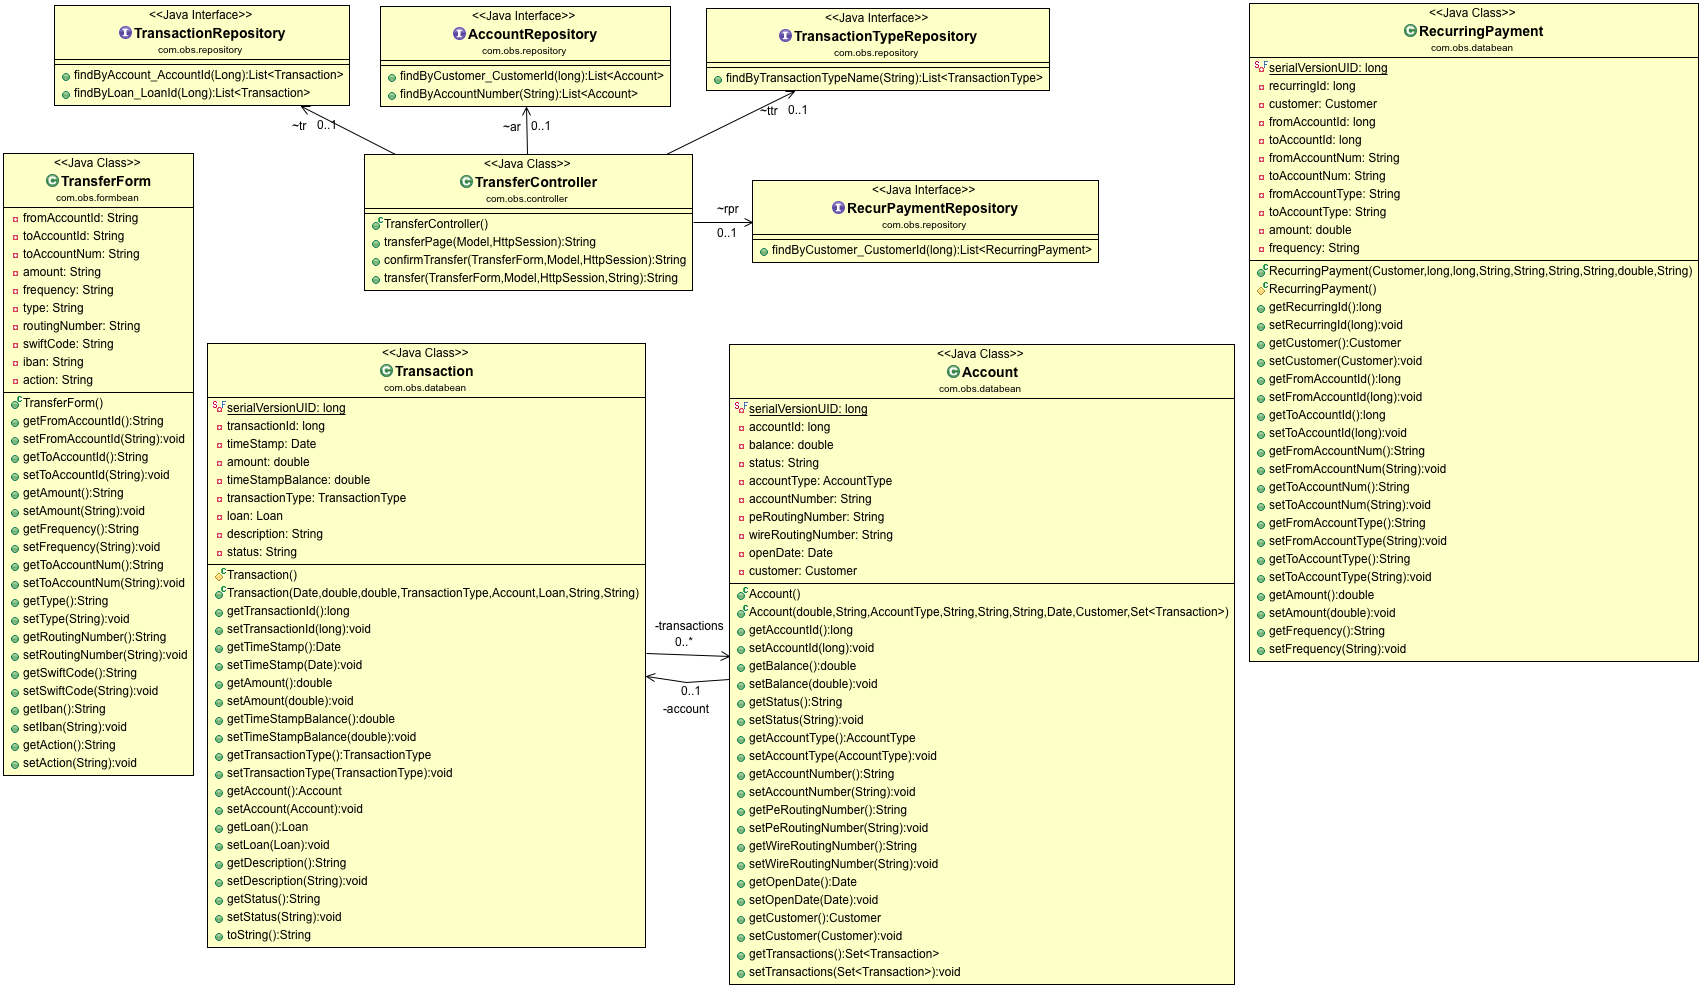 <<Java Interface>>
TransactionRepository
com.obs.repository
findByAccount_AccountId(Long):List<Transaction>
findByLoan_LoanId(Long):List<Transaction>
<<Java Interface>>
AccountRepository
com.obs.repository
findByCustomer_CustomerId(long):List<Account>
findByAccountNumber(String):List<Account>
<<Java Interface>>
TransactionTypeRepository
com.obs.repository
findByTransactionTypeName(String):List<TransactionType>
~tr 0..1
~ar 0..1
~ttr 0..1
<<Java Class>>
TransferController
com.obs.controller
TransferController()
transferPage(Model,HttpSession):String
confirmTransfer(TransferForm,Model,HttpSession):String
transfer(TransferForm,Model,HttpSession,String):String
~rpr
0..1
<<Java Interface>>
RecurPaymentRepository
com.obs.repository
findByCustomer_CustomerId(long):List<RecurringPayment>
<<Java Class>>
TransferForm
com.obs.formbean
fromAccountId: String
toAccountId: String
toAccountNum: String
amount: String
frequency: String
type: String
routingNumber: String
swiftCode: String
iban: String
action: String
TransferForm()
getFromAccountId():String
setFromAccountId(String):void
getToAccountId():String
setToAccountId(String):void
getAmount():String
setAmount(String):void
getFrequency():String
setFrequency(String):void
getToAccountNum():String
setToAccountNum(String):void
getType():String
setType(String):void
getRoutingNumber():String
setRoutingNumber(String):void
getSwiftCode():String
setSwiftCode(String):void
getIban():String
setIban(String):void
getAction():String
setAction(String):void
<<Java Class>>
Transaction
com.obs.databean
serialVersionUID: long
transactionId: long
timeStamp: Date
amount: double
timeStampBalance: double
transactionType: TransactionType
loan: Loan
description: String
status: String
Transaction()
Transaction(Date,double,double,TransactionType,Account,Loan,String,String)
getTransactionId():long
setTransactionId(long):void
getTimeStamp():Date
setTimeStamp(Date):void
getAmount():double
setAmount(double):void
getTimeStampBalance():double
setTimeStampBalance(double):void
getTransactionType():TransactionType
setTransactionType(TransactionType):void
getAccount():Account
setAccount(Account):void
getLoan():Loan
setLoan(Loan):void
getDescription():String
setDescription(String):void
getStatus():String
setStatus(String):void
toString():String
-transactions
0..*
0..1
-account
<<Java Class>>
Account
com.obs.databean
serialVersionUID: long
accountId: long
balance: double
status: String
accountType: AccountType
accountNumber: String
peRoutingNumber: String
wireRoutingNumber: String
openDate: Date
customer: Customer
Account()
Account(double,String,AccountType,String,String,String,Date,Customer,Set<Transaction>)
getAccountId():long
setAccountId(long):void
getBalance():double
setBalance(double):void
getStatus():String
setStatus(String):void
getAccountType():AccountType
setAccountType(AccountType):void
getAccountNumber():String
setAccountNumber(String):void
getPeRoutingNumber():String
setPeRoutingNumber(String):void
getWireRoutingNumber():String
setWireRoutingNumber(String):void
getOpenDate():Date
setOpenDate(Date):void
getCustomer():Customer
setCustomer(Customer):void
getTransactions():Set<Transaction>
setTransactions(Set<Transaction>):void
<<Java Class>>
RecurringPayment
com.obs.databean
serialVersionUID: long
recurringId: long
customer: Customer
fromAccountId: long
toAccountId: long
fromAccountNum: String
toAccountNum: String
fromAccountType: String
toAccountType: String
amount: double
frequency: String
RecurringPayment(Customer,long,long,String,String,String,String,double,String)
RecurringPayment()
getRecurringId():long
setRecurringId(long):void
getCustomer():Customer
setCustomer(Customer):void
getFromAccountId():long
setFromAccountId(long):void
getToAccountId():long
setToAccountId(long):void
getFromAccountNum():String
setFromAccountNum(String):void
getToAccountNum():String
setToAccountNum(String):void
getFromAccountType():String
setFromAccountType(String):void
getToAccountType():String
setToAccountType(String):void
getAmount():double
setAmount(double):void
getFrequency():String
setFrequency(String):void